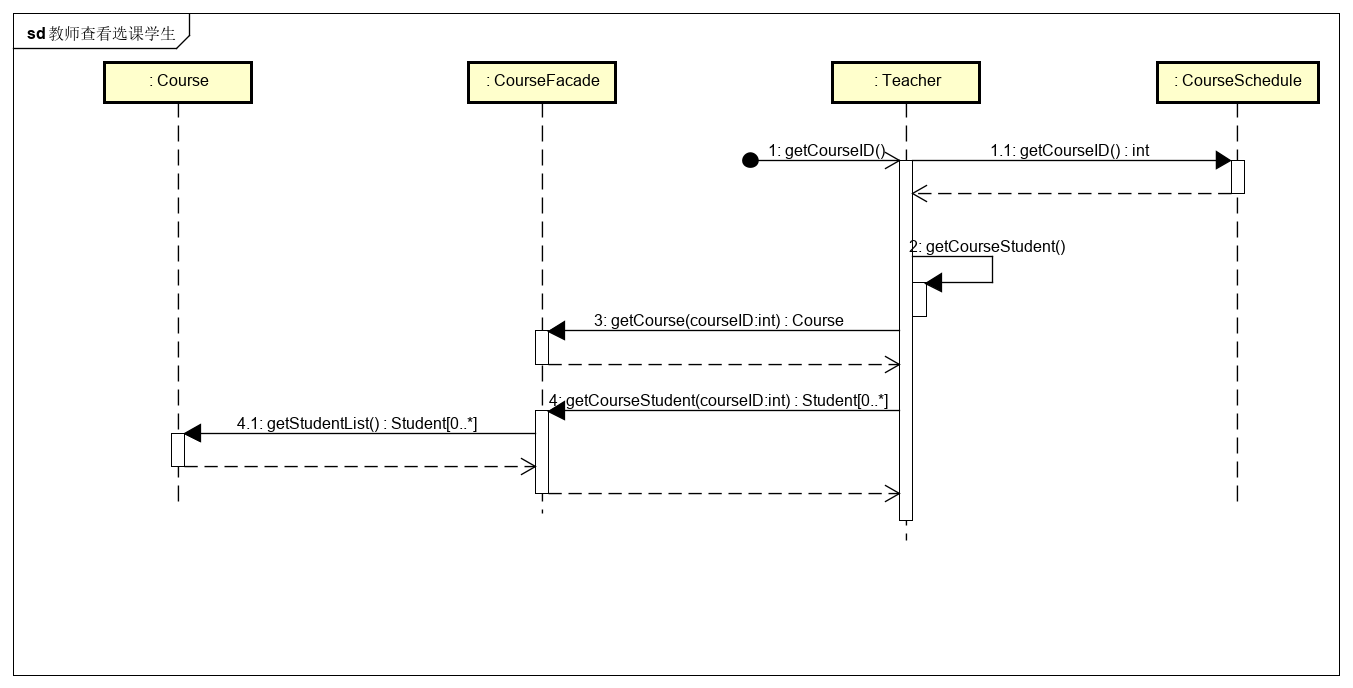 sd 教师查看选课学生
: Course
: CourseFacade
: Teacher
: CourseSchedule
1: getCourseID()
1.1: getCourseID() : int
2: getCourseStudent()
3: getCourse(courseID:int) : Course
4: getCourseStudent(courseID:int) : Student[0..*]
4.1: getStudentList() : Student[0..*]